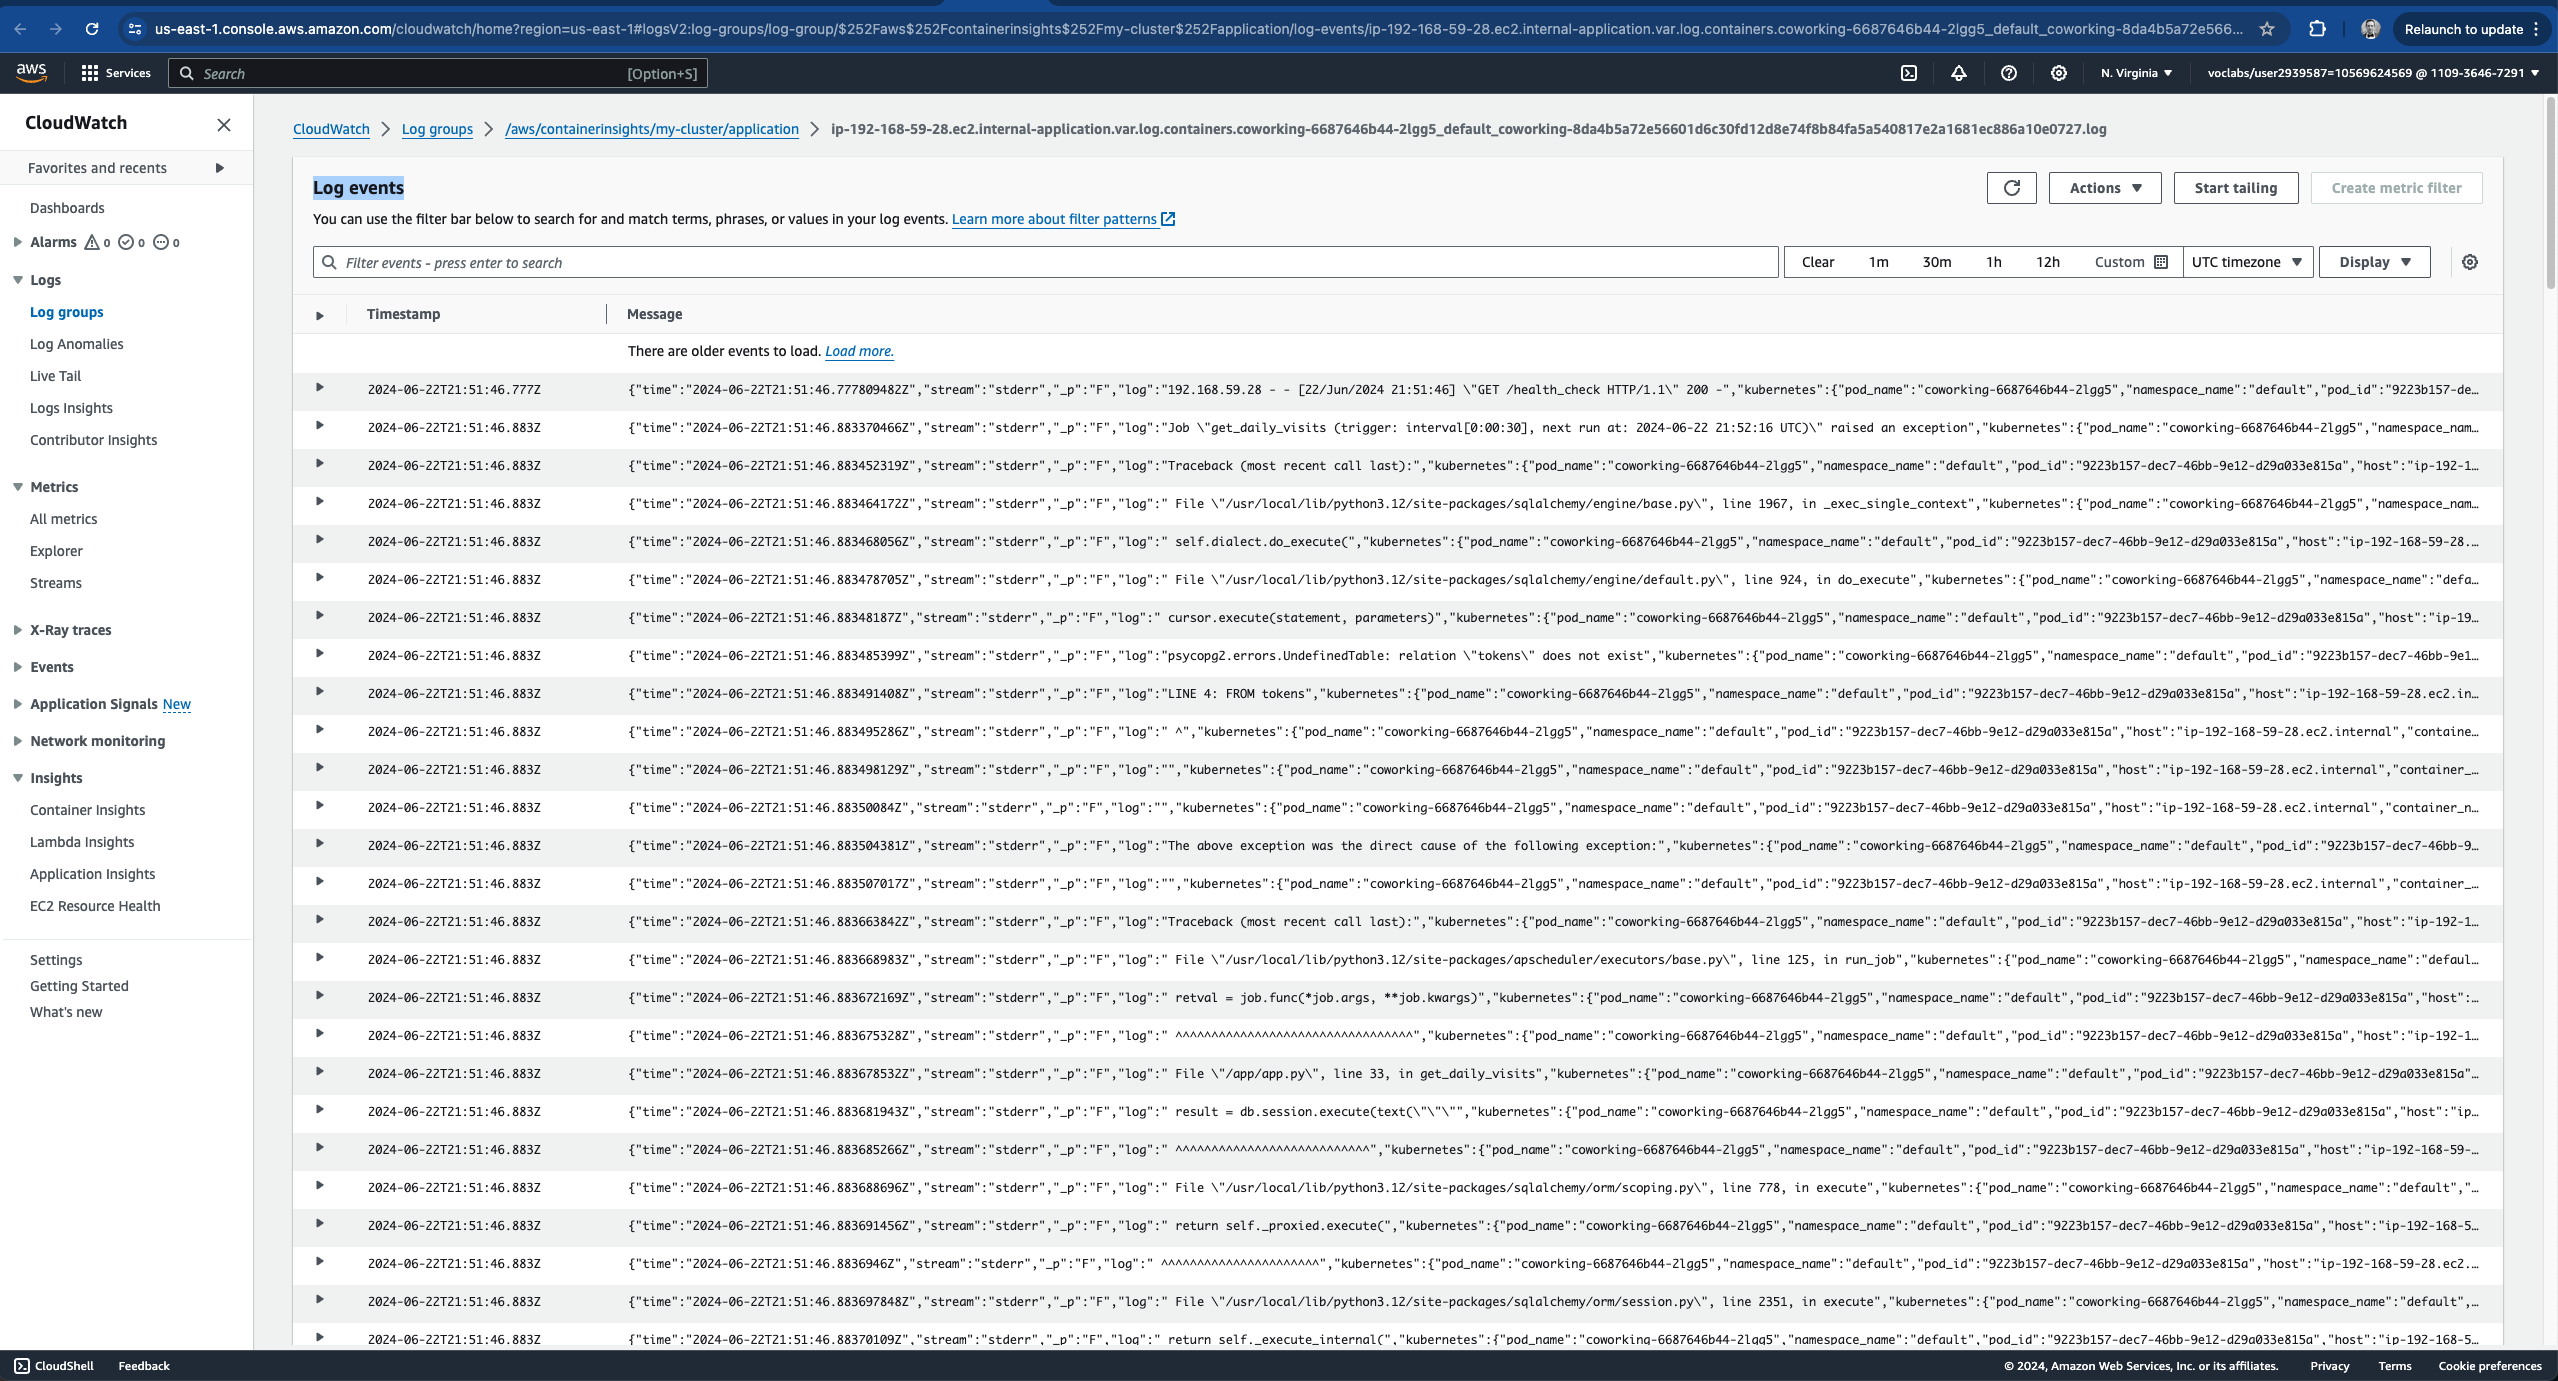 us-east-1.console.aws.amazon.com/cloudwatch/home?region=us-east-1#logsV2:log-groups/log-group/$252Faws$252Fcontainerinsights$252Fmy-cluster$252Fapplication/log-events/ip-192-168-59-28.ec2.internal-application.var.log.containers.coworking-6687646b44-2lgg5_default_coworking-8da4b5a72e566... Relaunch to update
aws Services Search [Option+S] N. Virginia voclabs/user2939587=10569624569 @ 1109-3646-7291
CloudWatch
Favorites and recents
Dashboards
Alarms 0 0 0
Logs
Log groups
Log Anomalies
Live Tail
Logs Insights
Contributor Insights
Metrics
All metrics
Explorer
Streams
X-Ray traces
Events
Application Signals New
Network monitoring
Insights
Container Insights
Lambda Insights
Application Insights
EC2 Resource Health
Settings
Getting Started
What's new
CloudWatch Log groups /aws/containerinsights/my-cluster/application ip-192-168-59-28.ec2.internal-application.var.log.containers.coworking-6687646b44-2lgg5_default_coworking-8da4b5a72e56601d6c30fd12d8e74f8b84fa5a540817e2a1681ec886a10e0727.log
Log events Actions Start tailing Create metric filter
You can use the filter bar below to search for and match terms, phrases, or values in your log events. Learn more about filter patterns
Filter events - press enter to search Clear 1m 30m 1h 12h Custom UTC timezone Display
Timestamp Message
There are older events to load. Load more.
2024-06-22T21:51:46.777Z {"time":"2024-06-22T21:51:46.777809482Z","stream":"stderr","_p":"F","log":"192.168.59.28 - - [22/Jun/2024 21:51:46] \"GET /health_check HTTP/1.1\" 200 -","kubernetes":{"pod_name":"coworking-6687646b44-2lgg5","namespace_name":"default","pod_id":"9223b157-de…
2024-06-22T21:51:46.883Z {"time":"2024-06-22T21:51:46.883370466Z","stream":"stderr","_p":"F","log":"Job \"get_daily_visits (trigger: interval[0:00:30], next run at: 2024-06-22 21:52:16 UTC)\" raised an exception","kubernetes":{"pod_name":"coworking-6687646b44-2lgg5","namespace_nam…
2024-06-22T21:51:46.883Z {"time":"2024-06-22T21:51:46.883452319Z","stream":"stderr","_p":"F","log":"Traceback (most recent call last):","kubernetes":{"pod_name":"coworking-6687646b44-2lgg5","namespace_name":"default","pod_id":"9223b157-dec7-46bb-9e12-d29a033e815a","host":"ip-192-1…
2024-06-22T21:51:46.883Z {"time":"2024-06-22T21:51:46.883464172Z","stream":"stderr","_p":"F","log":" File \"/usr/local/lib/python3.12/site-packages/sqlalchemy/engine/base.py\", line 1967, in _exec_single_context","kubernetes":{"pod_name":"coworking-6687646b44-2lgg5","namespace_nam…
2024-06-22T21:51:46.883Z {"time":"2024-06-22T21:51:46.883468056Z","stream":"stderr","_p":"F","log":" self.dialect.do_execute(","kubernetes":{"pod_name":"coworking-6687646b44-2lgg5","namespace_name":"default","pod_id":"9223b157-dec7-46bb-9e12-d29a033e815a","host":"ip-192-168-59-28.…
2024-06-22T21:51:46.883Z {"time":"2024-06-22T21:51:46.883478705Z","stream":"stderr","_p":"F","log":" File \"/usr/local/lib/python3.12/site-packages/sqlalchemy/engine/default.py\", line 924, in do_execute","kubernetes":{"pod_name":"coworking-6687646b44-2lgg5","namespace_name":"defa…
2024-06-22T21:51:46.883Z {"time":"2024-06-22T21:51:46.88348187Z","stream":"stderr","_p":"F","log":" cursor.execute(statement, parameters)","kubernetes":{"pod_name":"coworking-6687646b44-2lgg5","namespace_name":"default","pod_id":"9223b157-dec7-46bb-9e12-d29a033e815a","host":"ip-19…
2024-06-22T21:51:46.883Z {"time":"2024-06-22T21:51:46.883485399Z","stream":"stderr","_p":"F","log":"psycopg2.errors.UndefinedTable: relation \"tokens\" does not exist","kubernetes":{"pod_name":"coworking-6687646b44-2lgg5","namespace_name":"default","pod_id":"9223b157-dec7-46bb-9e1…
2024-06-22T21:51:46.883Z {"time":"2024-06-22T21:51:46.883491408Z","stream":"stderr","_p":"F","log":"LINE 4: FROM tokens","kubernetes":{"pod_name":"coworking-6687646b44-2lgg5","namespace_name":"default","pod_id":"9223b157-dec7-46bb-9e12-d29a033e815a","host":"ip-192-168-59-28.ec2.in…
2024-06-22T21:51:46.883Z {"time":"2024-06-22T21:51:46.883495286Z","stream":"stderr","_p":"F","log":" ^","kubernetes":{"pod_name":"coworking-6687646b44-2lgg5","namespace_name":"default","pod_id":"9223b157-dec7-46bb-9e12-d29a033e815a","host":"ip-192-168-59-28.ec2.internal","containe…
2024-06-22T21:51:46.883Z {"time":"2024-06-22T21:51:46.883498129Z","stream":"stderr","_p":"F","log":"","kubernetes":{"pod_name":"coworking-6687646b44-2lgg5","namespace_name":"default","pod_id":"9223b157-dec7-46bb-9e12-d29a033e815a","host":"ip-192-168-59-28.ec2.internal","container_…
2024-06-22T21:51:46.883Z {"time":"2024-06-22T21:51:46.88350084Z","stream":"stderr","_p":"F","log":"","kubernetes":{"pod_name":"coworking-6687646b44-2lgg5","namespace_name":"default","pod_id":"9223b157-dec7-46bb-9e12-d29a033e815a","host":"ip-192-168-59-28.ec2.internal","container_n…
2024-06-22T21:51:46.883Z {"time":"2024-06-22T21:51:46.883504381Z","stream":"stderr","_p":"F","log":"The above exception was the direct cause of the following exception:","kubernetes":{"pod_name":"coworking-6687646b44-2lgg5","namespace_name":"default","pod_id":"9223b157-dec7-46bb-9…
2024-06-22T21:51:46.883Z {"time":"2024-06-22T21:51:46.883507017Z","stream":"stderr","_p":"F","log":"","kubernetes":{"pod_name":"coworking-6687646b44-2lgg5","namespace_name":"default","pod_id":"9223b157-dec7-46bb-9e12-d29a033e815a","host":"ip-192-168-59-28.ec2.internal","container_…
2024-06-22T21:51:46.883Z {"time":"2024-06-22T21:51:46.883663842Z","stream":"stderr","_p":"F","log":"Traceback (most recent call last):","kubernetes":{"pod_name":"coworking-6687646b44-2lgg5","namespace_name":"default","pod_id":"9223b157-dec7-46bb-9e12-d29a033e815a","host":"ip-192-1…
2024-06-22T21:51:46.883Z {"time":"2024-06-22T21:51:46.883668983Z","stream":"stderr","_p":"F","log":" File \"/usr/local/lib/python3.12/site-packages/apscheduler/executors/base.py\", line 125, in run_job","kubernetes":{"pod_name":"coworking-6687646b44-2lgg5","namespace_name":"defaul…
2024-06-22T21:51:46.883Z {"time":"2024-06-22T21:51:46.883672169Z","stream":"stderr","_p":"F","log":" retval = job.func(*job.args, **job.kwargs)","kubernetes":{"pod_name":"coworking-6687646b44-2lgg5","namespace_name":"default","pod_id":"9223b157-dec7-46bb-9e12-d29a033e815a","host":…
2024-06-22T21:51:46.883Z {"time":"2024-06-22T21:51:46.883675328Z","stream":"stderr","_p":"F","log":" ^^^^^^^^^^^^^^^^^^^^^^^^^^^^^^^^^","kubernetes":{"pod_name":"coworking-6687646b44-2lgg5","namespace_name":"default","pod_id":"9223b157-dec7-46bb-9e12-d29a033e815a","host":"ip-192-1…
2024-06-22T21:51:46.883Z {"time":"2024-06-22T21:51:46.883678532Z","stream":"stderr","_p":"F","log":" File \"/app/app.py\", line 33, in get_daily_visits","kubernetes":{"pod_name":"coworking-6687646b44-2lgg5","namespace_name":"default","pod_id":"9223b157-dec7-46bb-9e12-d29a033e815a"…
2024-06-22T21:51:46.883Z {"time":"2024-06-22T21:51:46.883681943Z","stream":"stderr","_p":"F","log":" result = db.session.execute(text(\"\"\"","kubernetes":{"pod_name":"coworking-6687646b44-2lgg5","namespace_name":"default","pod_id":"9223b157-dec7-46bb-9e12-d29a033e815a","host":"ip…
2024-06-22T21:51:46.883Z {"time":"2024-06-22T21:51:46.883685266Z","stream":"stderr","_p":"F","log":" ^^^^^^^^^^^^^^^^^^^^^^^^^^^","kubernetes":{"pod_name":"coworking-6687646b44-2lgg5","namespace_name":"default","pod_id":"9223b157-dec7-46bb-9e12-d29a033e815a","host":"ip-192-168-59-…
2024-06-22T21:51:46.883Z {"time":"2024-06-22T21:51:46.883688696Z","stream":"stderr","_p":"F","log":" File \"/usr/local/lib/python3.12/site-packages/sqlalchemy/orm/scoping.py\", line 778, in execute","kubernetes":{"pod_name":"coworking-6687646b44-2lgg5","namespace_name":"default","…
2024-06-22T21:51:46.883Z {"time":"2024-06-22T21:51:46.883691456Z","stream":"stderr","_p":"F","log":" return self._proxied.execute(","kubernetes":{"pod_name":"coworking-6687646b44-2lgg5","namespace_name":"default","pod_id":"9223b157-dec7-46bb-9e12-d29a033e815a","host":"ip-192-168-5…
2024-06-22T21:51:46.883Z {"time":"2024-06-22T21:51:46.8836946Z","stream":"stderr","_p":"F","log":" ^^^^^^^^^^^^^^^^^^^^^^","kubernetes":{"pod_name":"coworking-6687646b44-2lgg5","namespace_name":"default","pod_id":"9223b157-dec7-46bb-9e12-d29a033e815a","host":"ip-192-168-59-28.ec2.…
2024-06-22T21:51:46.883Z {"time":"2024-06-22T21:51:46.883697848Z","stream":"stderr","_p":"F","log":" File \"/usr/local/lib/python3.12/site-packages/sqlalchemy/orm/session.py\", line 2351, in execute","kubernetes":{"pod_name":"coworking-6687646b44-2lgg5","namespace_name":"default",…
2024-06-22T21:51:46.883Z {"time":"2024-06-22T21:51:46.88370109Z","stream":"stderr","_p":"F","log":" return self._execute_internal(","kubernetes":{"pod_name":"coworking-6687646b44-2lgg5","namespace_name":"default","pod_id":"9223b157-dec7-46bb-9e12-d29a033e815a","host":"ip-192-168-5…
CloudShell Feedback © 2024, Amazon Web Services, Inc. or its affiliates. Privacy Terms Cookie preferences